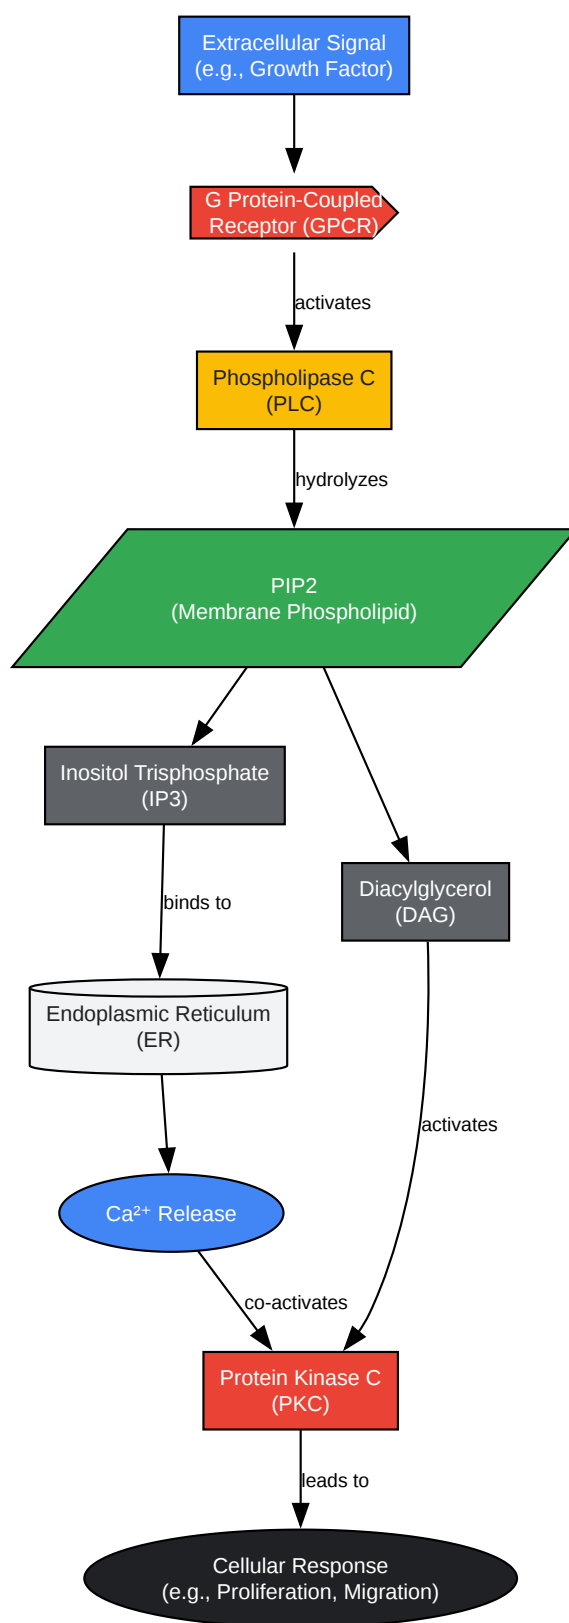 Extracellular Signal
(e.g., Growth Factor)
G Protein-Coupled
Receptor (GPCR)
activates
Phospholipase C
(PLC)
hydrolyzes
PIP2
(Membrane Phospholipid)
Inositol Trisphosphate
(IP3)
Diacylglycerol
(DAG)
binds to
Endoplasmic Reticulum
(ER)
activates
Ca²⁺ Release
co-activates
Protein Kinase C
(PKC)
leads to
Cellular Response
(e.g., Proliferation, Migration)